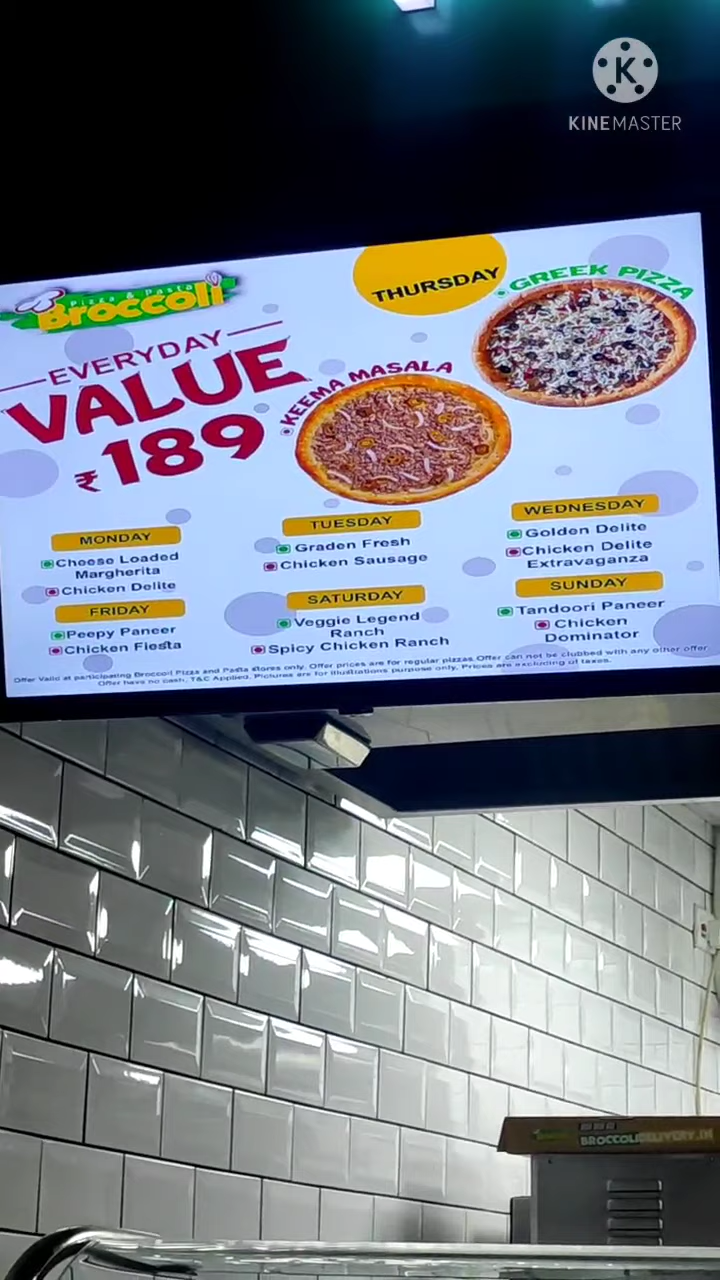 KINEMASTER
Pizza & Pasta
Broccoli
THURSDAY
GREEK PIZZA
EVERYDAY
VALUE
₹189
KEEMA MASALA
MONDAY
Cheese Loaded
Margherita
Chicken Delite
TUESDAY
Graden Fresh
Chicken Sausage
WEDNESDAY
Golden Delite
Chicken Delite
Extravaganza
FRIDAY
Peepy Paneer
Chicken Fiesta
SATURDAY
Veggie Legend
Ranch
Spicy Chicken Ranch
SUNDAY
Tandoori Paneer
Chicken
Dominator
Offer Valid at participating Broccoli Pizza and Pasta stores only. Offer prices are for regular pizzas. Offer can not be clubbed with any other offer
Offer have no cash. T&C Applied. Pictures are for illustrations purpose only. Prices are excluding of taxes.
BROCCOLIDELIVERY.IN